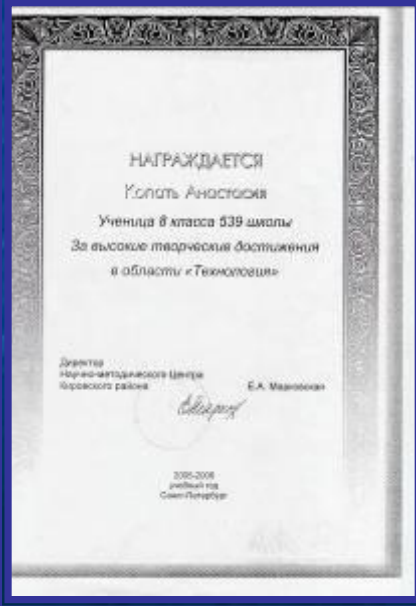 НАГРАЖДАЕТСЯ
Копать Анастасия
Ученица 8 класса 539 школы
За высокие творческие достижения
в области «Технология»
Директор
Научно-методического Центра
Кировского района Е.А.
учебный год
Санкт-Петербург